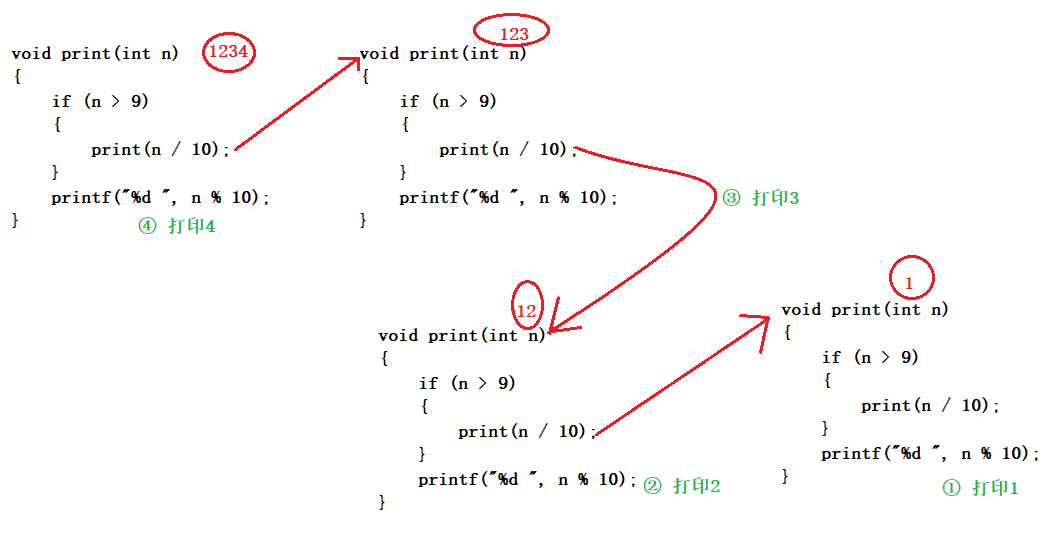 1234
void print(int n)
{
if (n > 9)
{
print(n / 10);
}
printf("%d ", n % 10);
}
④ 打印4
123
void print(int n)
{
if (n > 9)
{
print(n / 10);
}
printf("%d ", n % 10);
}
③ 打印3
12
void print(int n)
{
if (n > 9)
{
print(n / 10);
}
printf("%d ", n % 10);
}
② 打印2
1
void print(int n)
{
if (n > 9)
{
print(n / 10);
}
printf("%d ", n % 10);
}
① 打印1